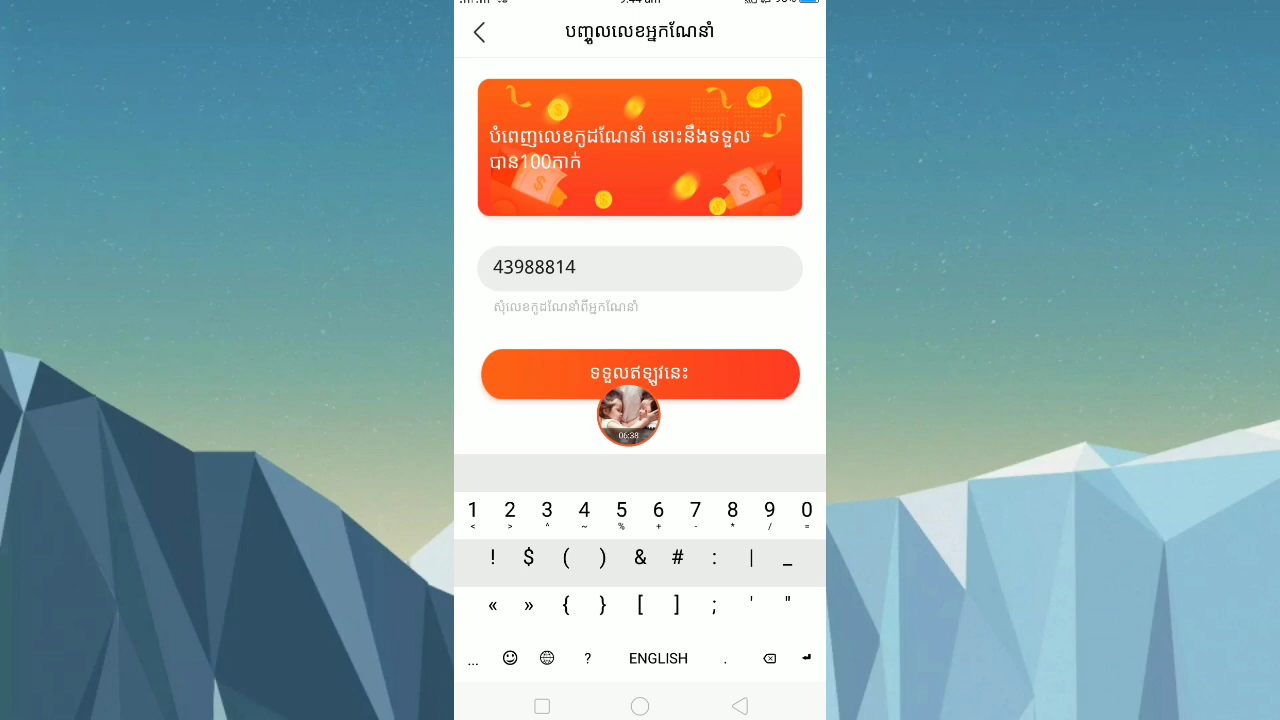 បញ្ចូលលេខអ្នកណែនាំ
បំពេញលេខកូដណែនាំ នោះនឹងទទួល
បាន100កាក់
43988814
សុំលេខកូដណែនាំពីអ្នកណែនាំ
ទទួលឥឡូវនេះ
06:38
1 2 3 4 5 6 7 8 9 0
< > ^ ~ % + - * / =
! $ ( ) & # : | _
« » { } [ ] ; ' "
... ? ENGLISH .